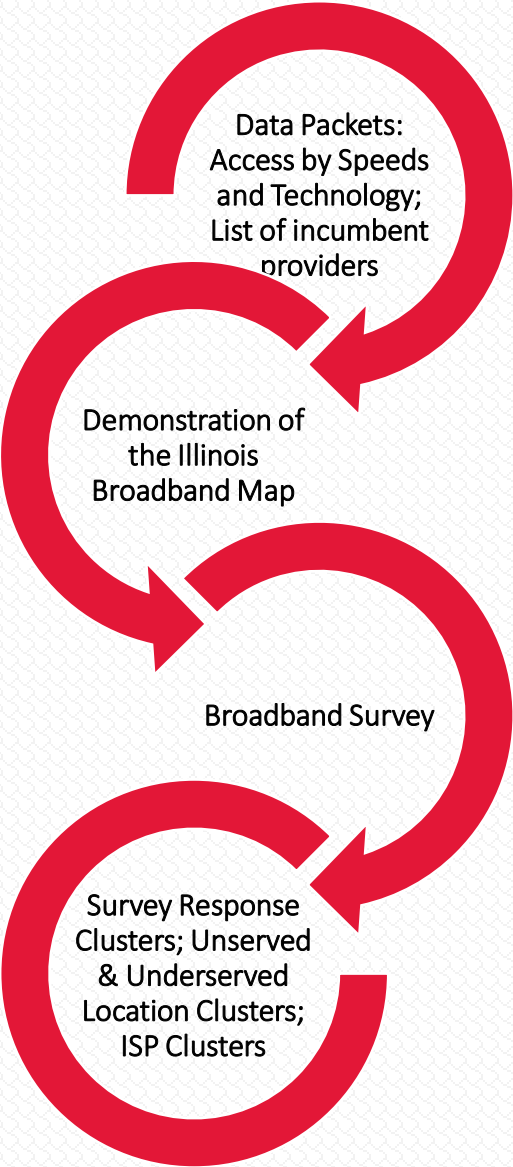 Data Packets:
Access by Speeds
and Technology;
List of incumbent
providers
Demonstration of
the Illinois
Broadband Map
Broadband Survey
Survey Response
Clusters; Unserved
& Underserved
Location Clusters;
ISP Clusters